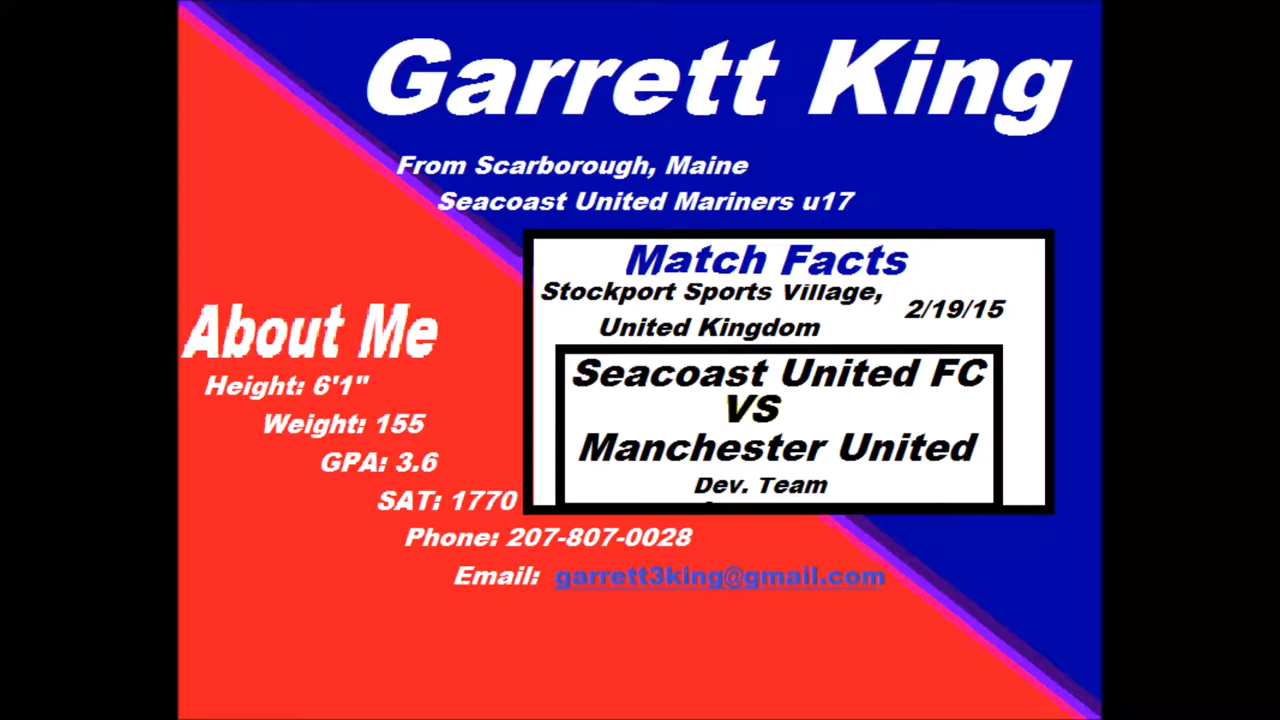 Garrett King
From Scarborough, Maine
Seacoast United Mariners u17
Match Facts
Stockport Sports Village,
United Kingdom
2/19/15
Seacoast United FC
VS
Manchester United
Dev. Team
About Me
Height: 6'1"
Weight: 155
GPA: 3.6
SAT: 1770
Phone: 207-807-0028
Email: garrett3king@gmail.com